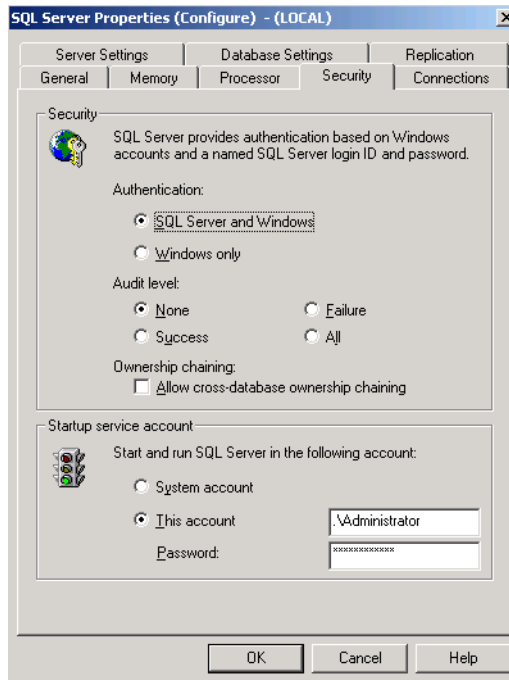 SQL Server Properties (Configure) - (LOCAL)
Server Settings
Database Settings
Replication
General
Memory
Processor
Security
Connections
Security
SQL Server provides authentication based on Windows
accounts and a named SQL Server login ID and password.
Authentication:
SQL Server and Windows
Windows only
Audit level:
None
Failure
Success
All
Ownership chaining:
Allow cross-database ownership chaining
Startup service account
Start and run SQL Server in the following account:
System account
This account
.\Administrator
Password:
************
OK
Cancel
Help